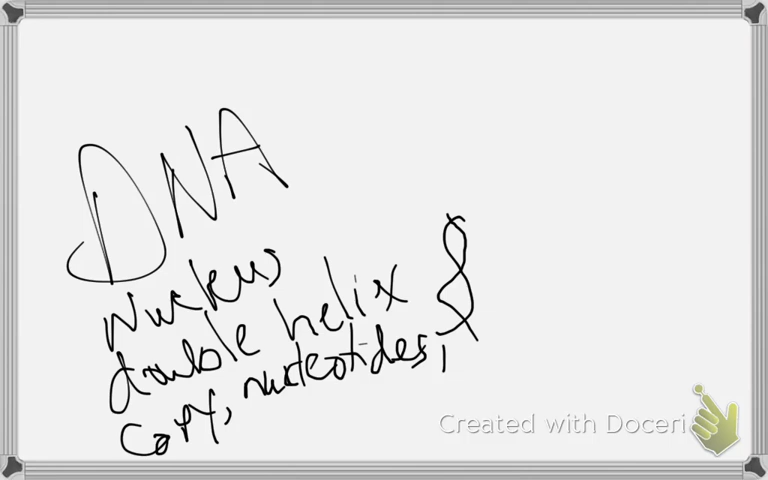 DNA
Nucleus
double helix
copy, nucleotides,
Created with Doceri